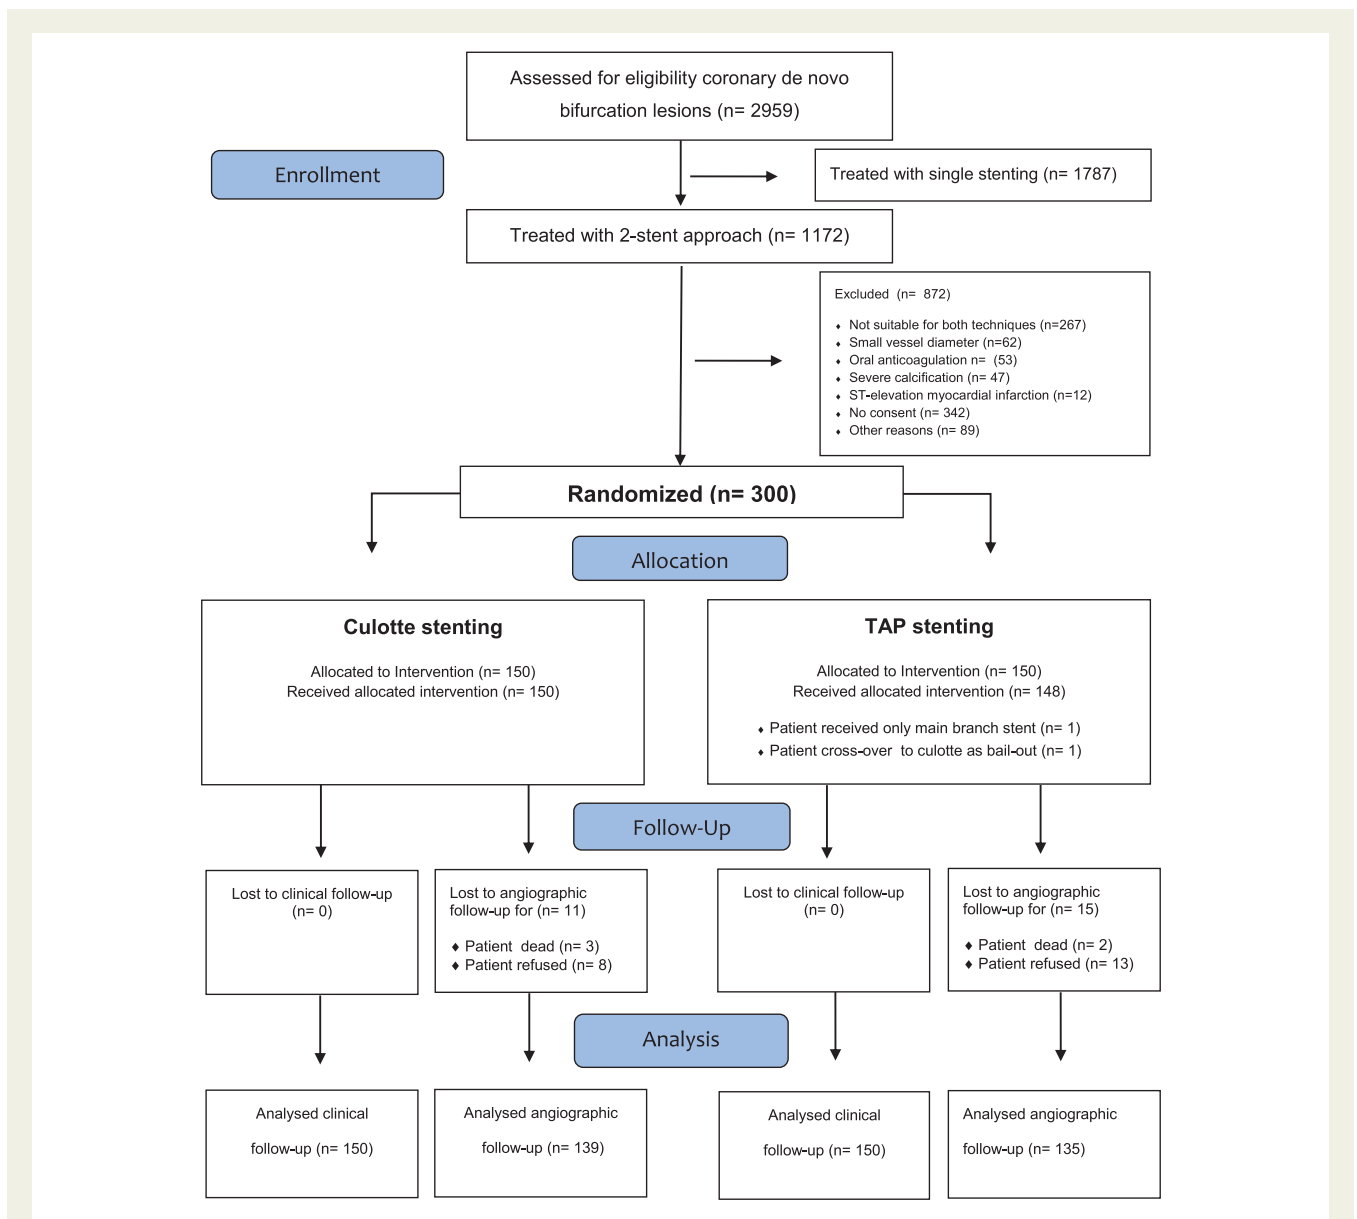 Assessed for eligibility coronary de novo
bifurcation lesions (n= 2959)
Enrollment
Treated with single stenting (n= 1787)
Treated with 2-stent approach (n= 1172)
Excluded (n= 872)
♦ Not suitable for both techniques (n=267)
♦ Small vessel diameter (n=62)
♦ Oral anticoagulation n= (53)
♦ Severe calcification (n= 47)
♦ ST-elevation myocardial infarction (n=12)
♦ No consent (n= 342)
♦ Other reasons (n= 89)
Randomized (n= 300)
Allocation
Culotte stenting
Allocated to Intervention (n= 150)
Received allocated intervention (n= 150)
TAP stenting
Allocated to Intervention (n= 150)
Received allocated intervention (n= 148)
♦ Patient received only main branch stent (n= 1)
♦ Patient cross-over to culotte as bail-out (n= 1)
Follow-Up
Lost to clinical follow-up
(n= 0)
Lost to angiographic
follow-up for (n= 11)
♦ Patient dead (n= 3)
♦ Patient refused (n= 8)
Lost to clinical follow-up
(n= 0)
Lost to angiographic
follow-up for (n= 15)
♦ Patient dead (n= 2)
♦ Patient refused (n= 13)
Analysis
Analysed clinical
follow-up (n= 150)
Analysed angiographic
follow-up (n= 139)
Analysed clinical
follow-up (n= 150)
Analysed angiographic
follow-up (n= 135)